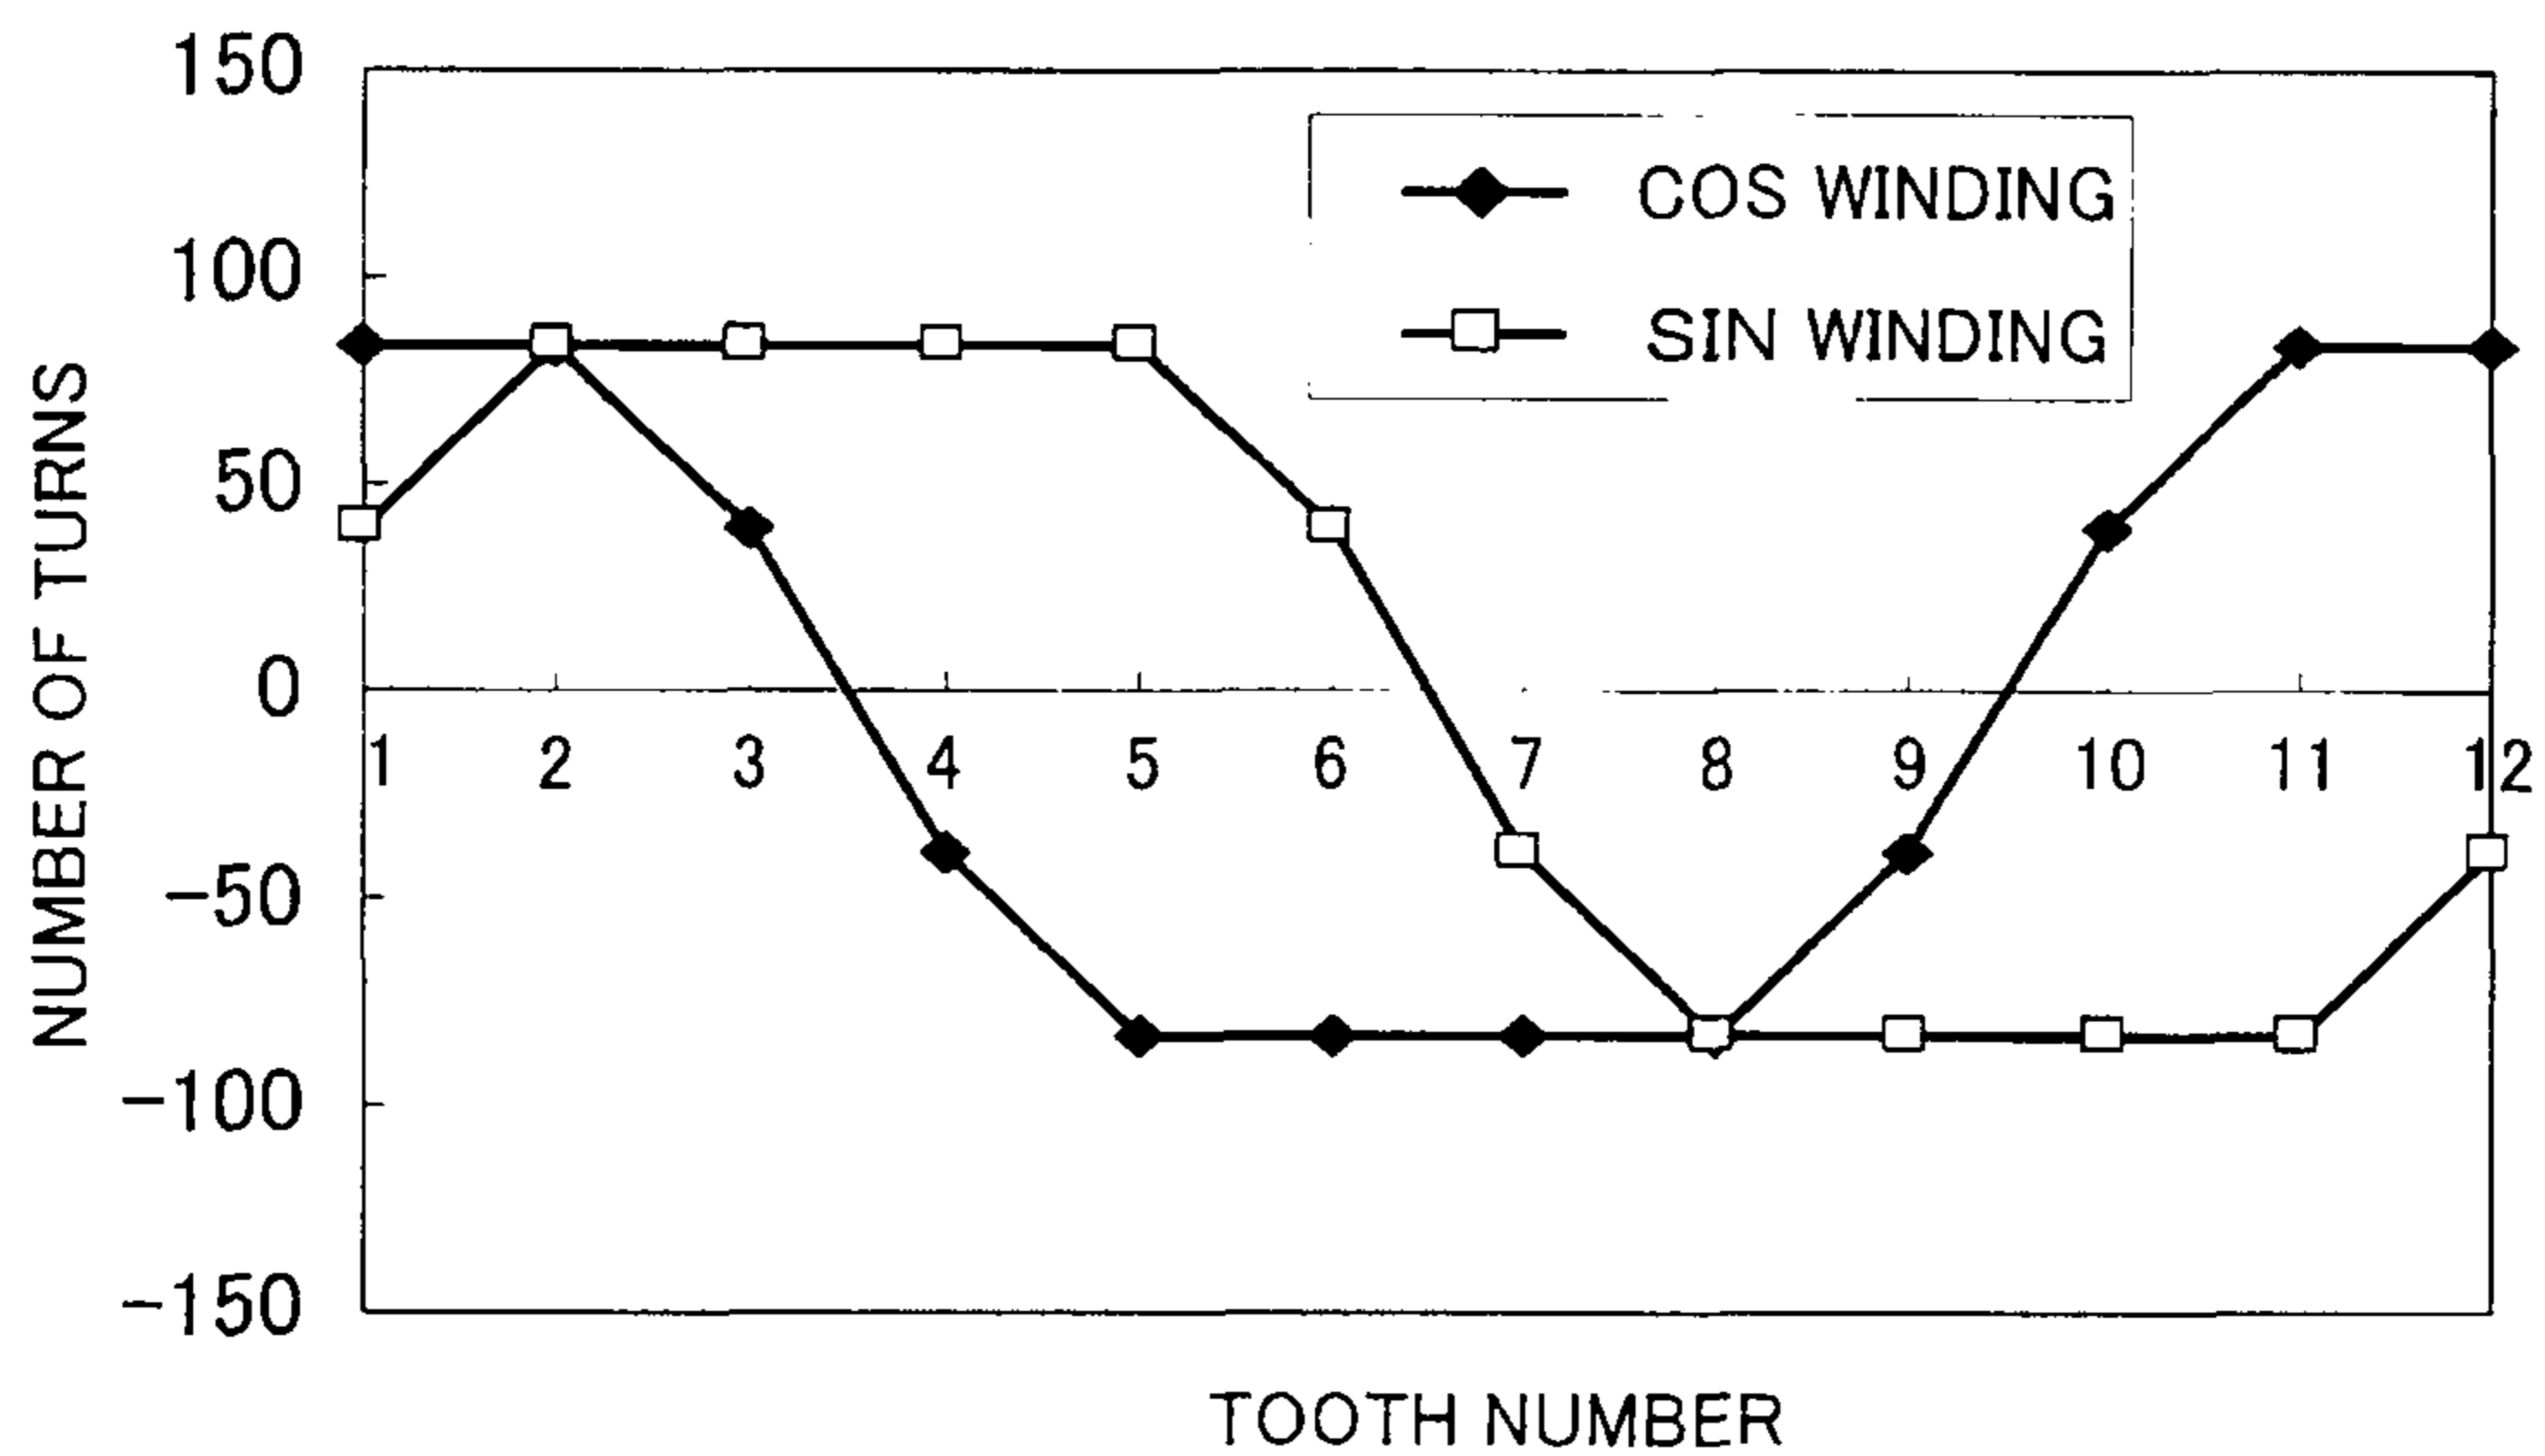 150
100
50
0
-50
-100
-150
NUMBER OF TURNS
COS WINDING
SIN WINDING
1 2 3 4 5 6 7 8 9 10 11 12
TOOTH NUMBER